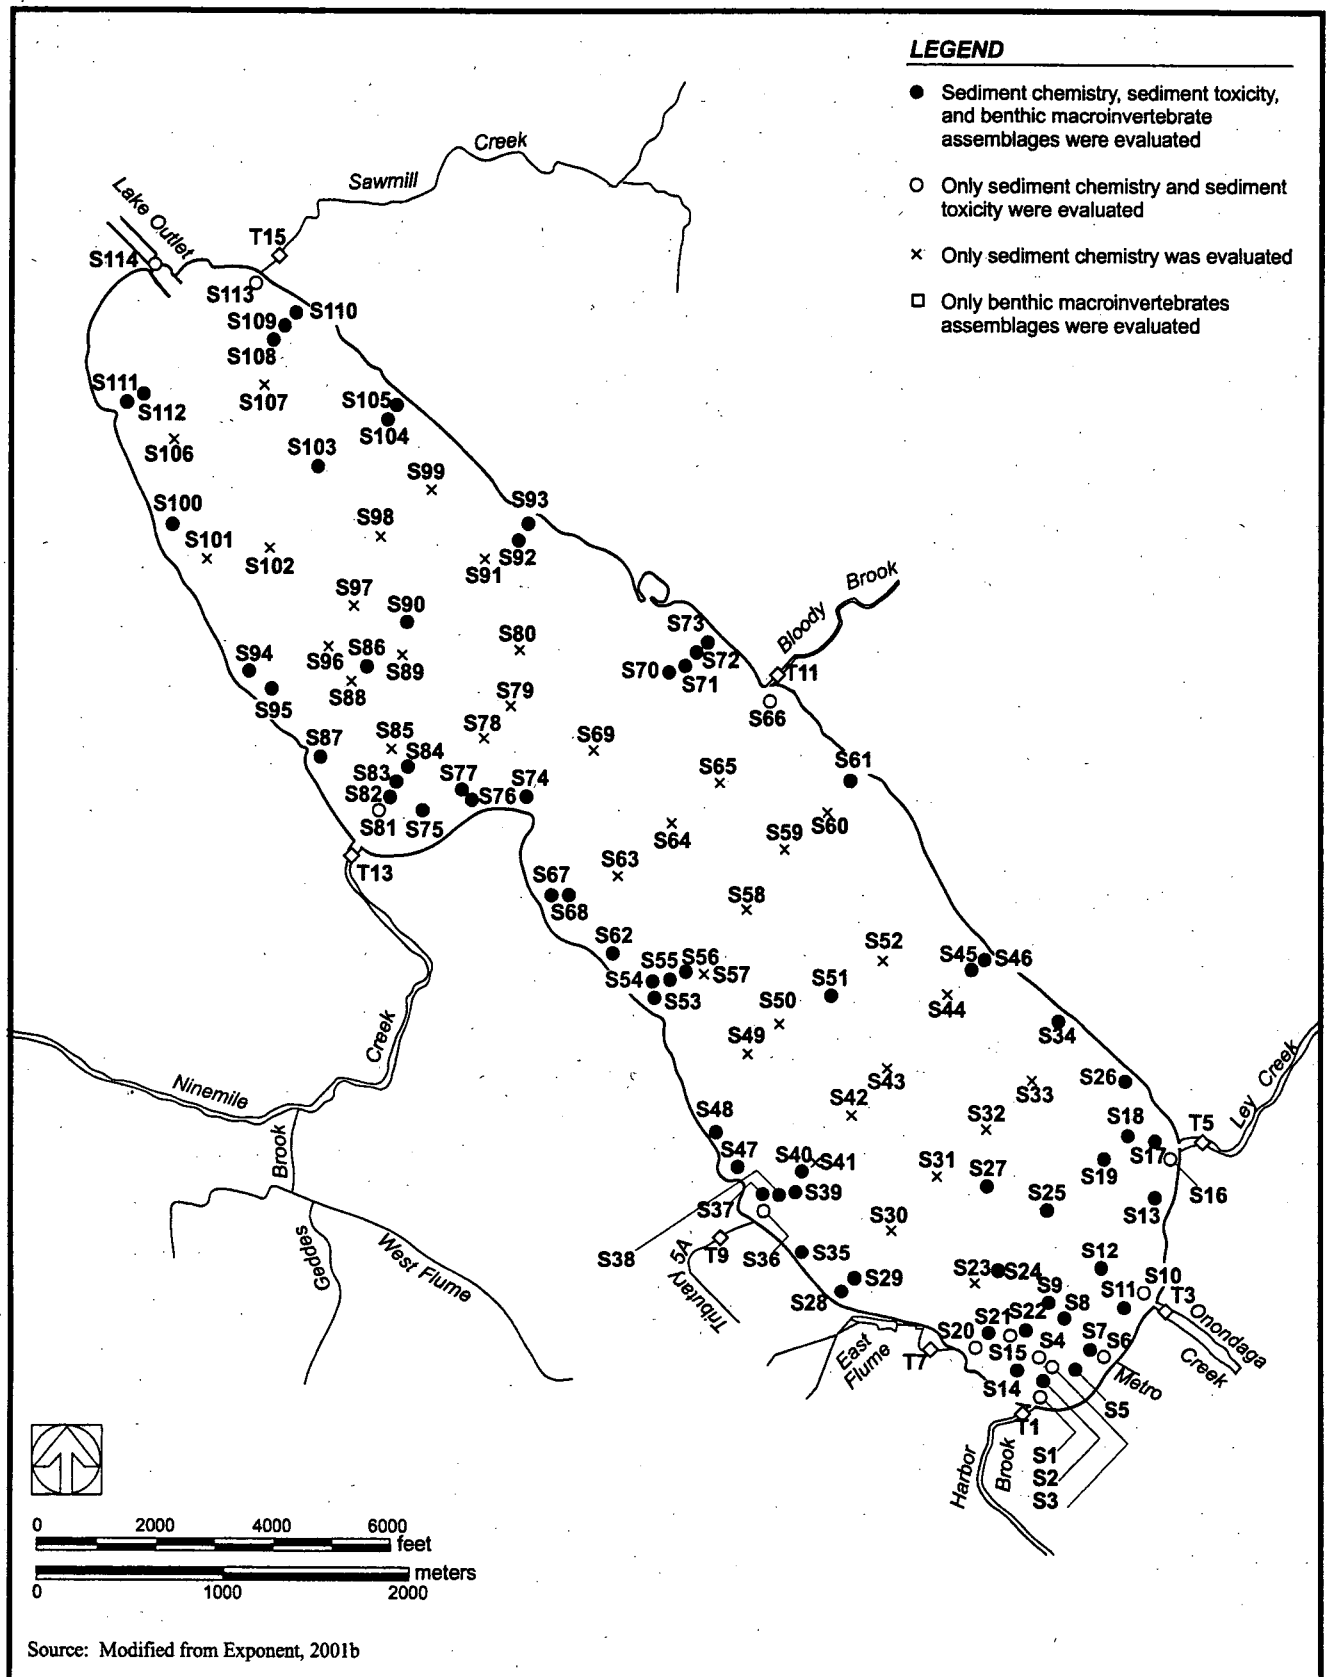 LEGEND
Sediment chemistry, sediment toxicity,
and benthic macroinvertebrate
assemblages were evaluated
Only sediment chemistry and sediment
toxicity were evaluated
Only sediment chemistry was evaluated
Only benthic macroinvertebrates
assemblages were evaluated
Sawmill Creek
Lake Outlet
T15
S114
S113
S110
S109
S108
S111
S112
S107
S105
S104
S106
S103
S99
S100
S93
S98
S101
S102
S92
S91
S97
S90
Bloody Brook
S73
S80
S72
S96
S86
S89
S94
S70
S71
T11
S88
S95
S79
S66
S87
S85
S78
S69
S84
S65
S61
S83
S77
S74
S82
S76
S81
S75
S64
S59
S60
T13
S63
S67
S68
S58
S62
S52
S45
S46
S55
S56
S54
S57
S51
S53
S50
S44
S49
S34
Ninemile Creek
S43
S26
S33
S42
Ley Creek
S48
S32
S18
T5
Brook
S47
S40
S41
S31
S27
S19
S17
S16
S39
S37
S25
S13
S30
Geddes
West Flume
S38
Tributary 5A
T9
S36
S35
S12
S23
S24
S10
S29
S28
S9
S11
T3
S8
S22
Onondaga
Creek
S20
S21
S4
S7
S6
East
Flume
T7
S15
S14
Metro
S5
T1
Harbor
Brook
S1
S2
S3
0 2000 4000 6000
feet
meters
0 1000 2000
Source: Modified from Exponent, 2001b